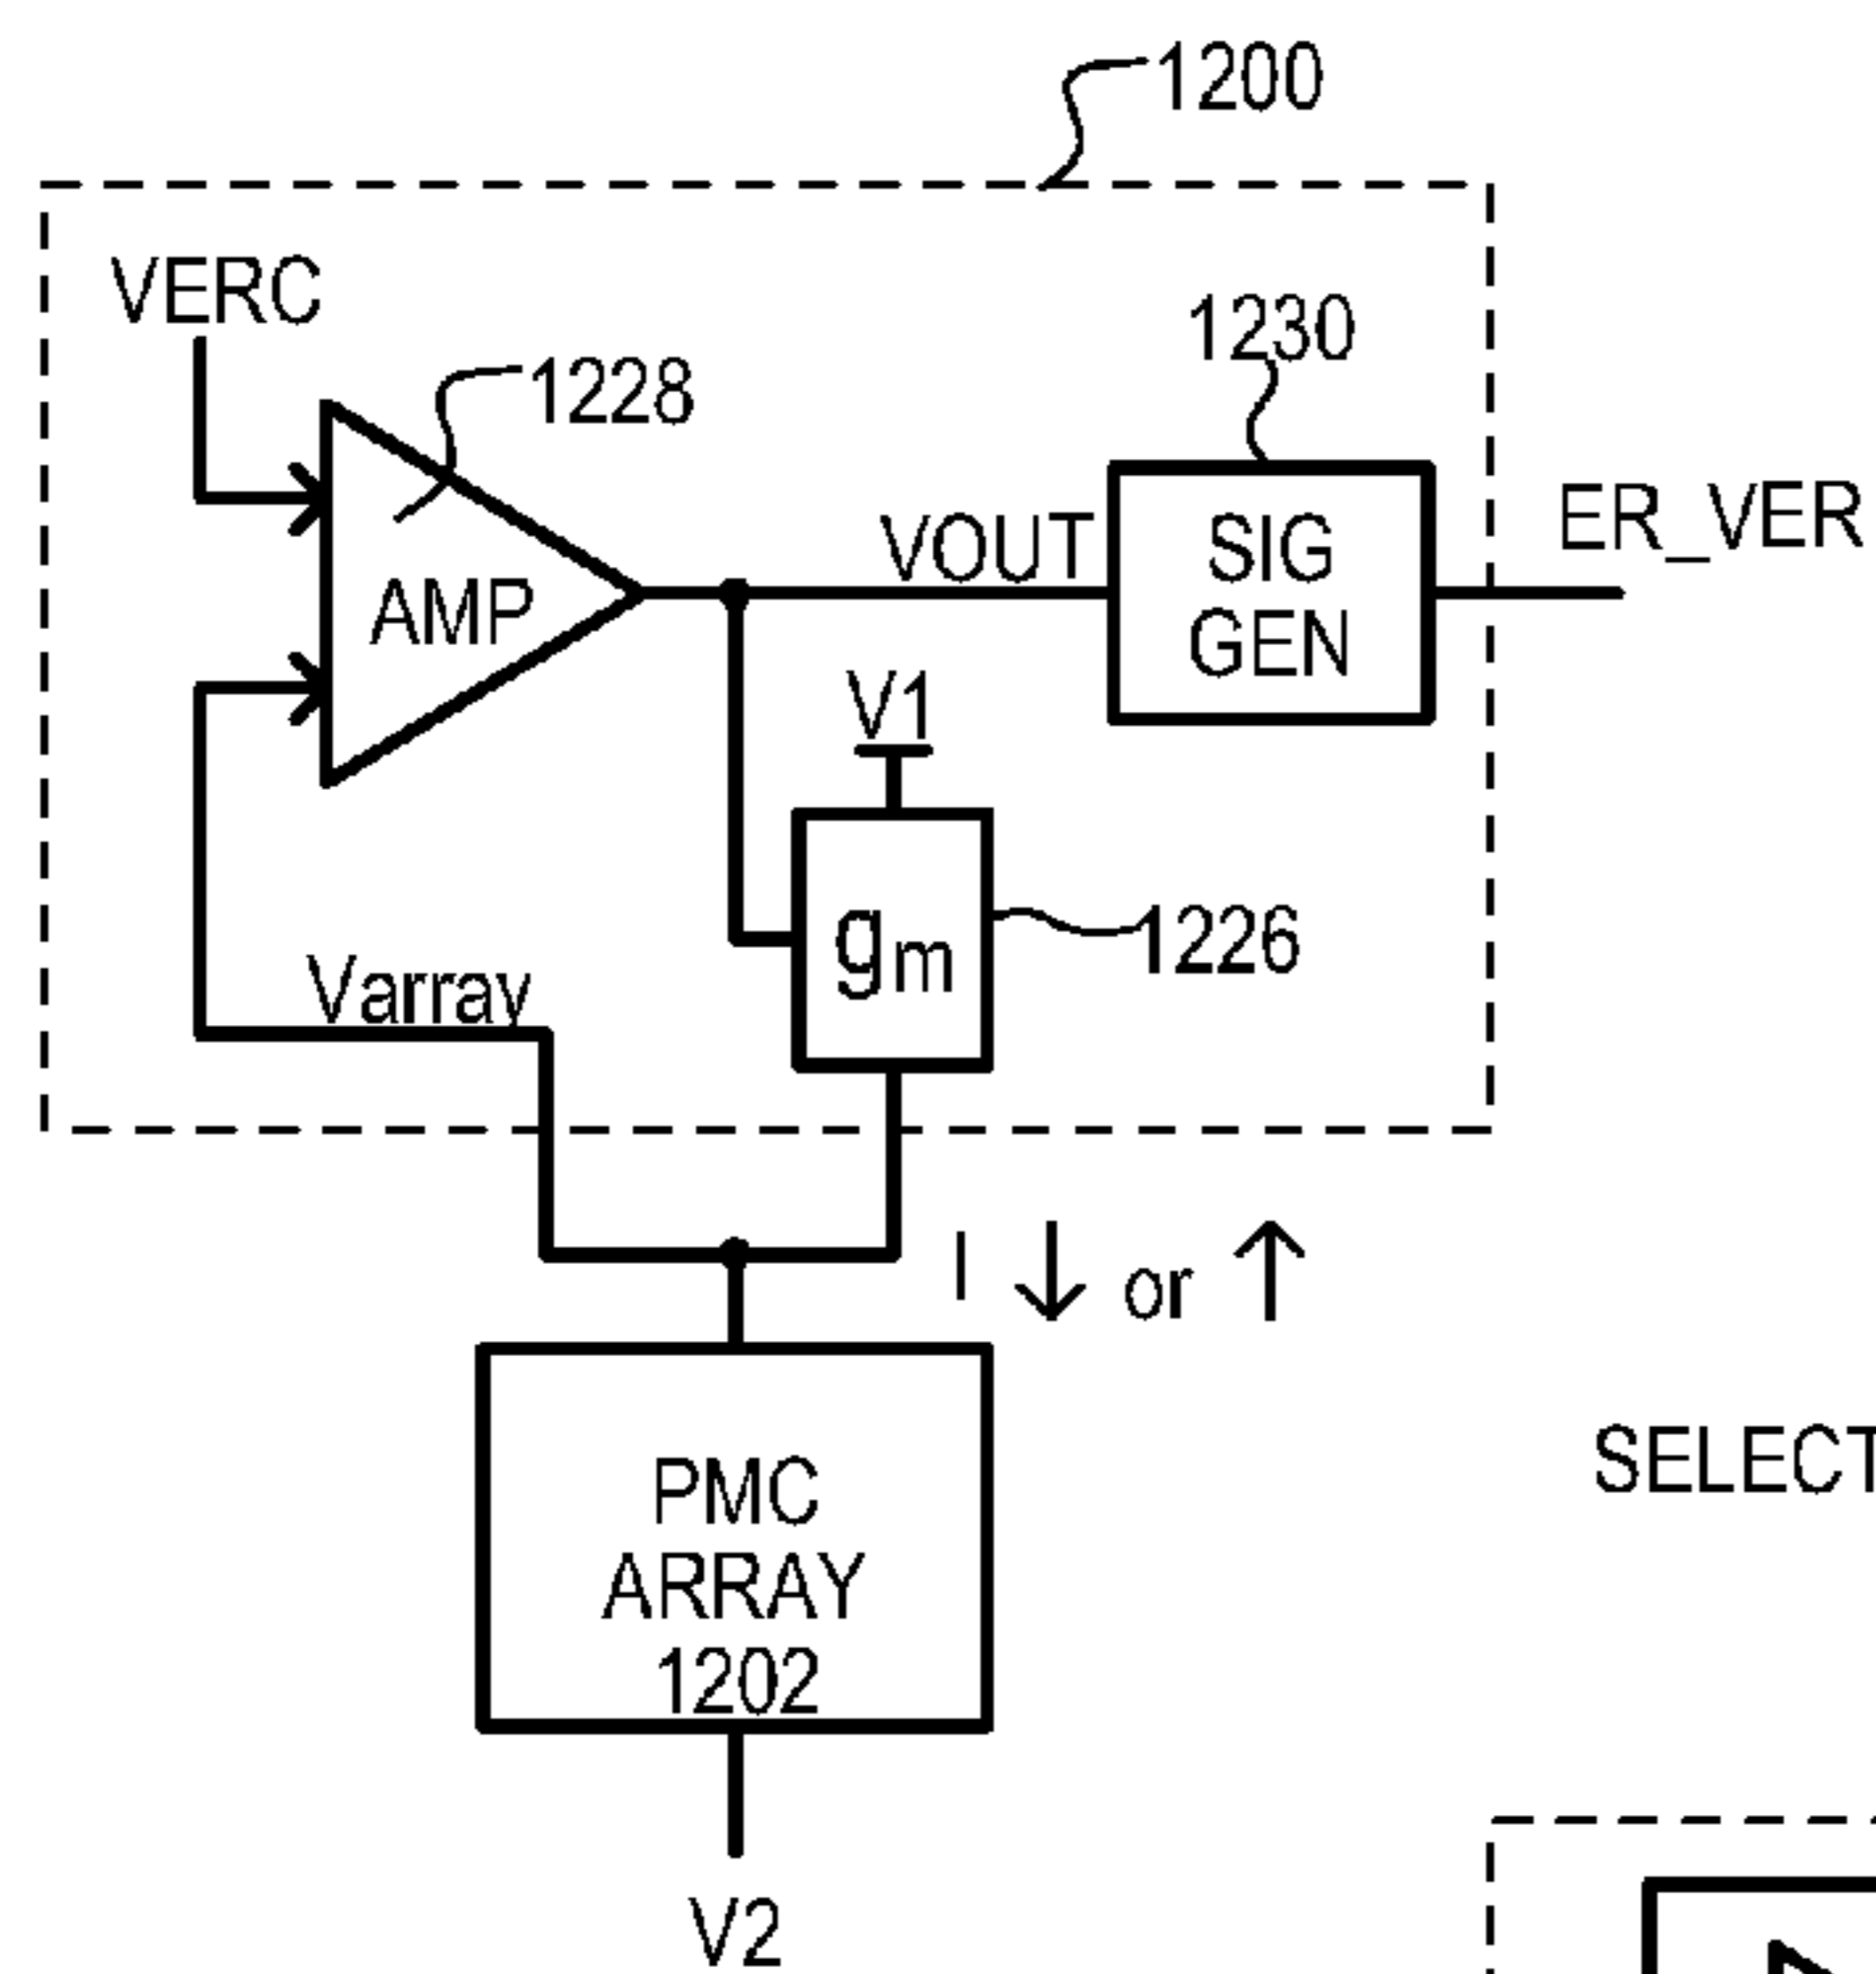 1200
VERC
1230
1228
ER_VER
VOUT
SIG
GEN
AMP
V1
gm
1226
Varray
I ↓ or ↑
SELECT
PMC
ARRAY
1202
V2